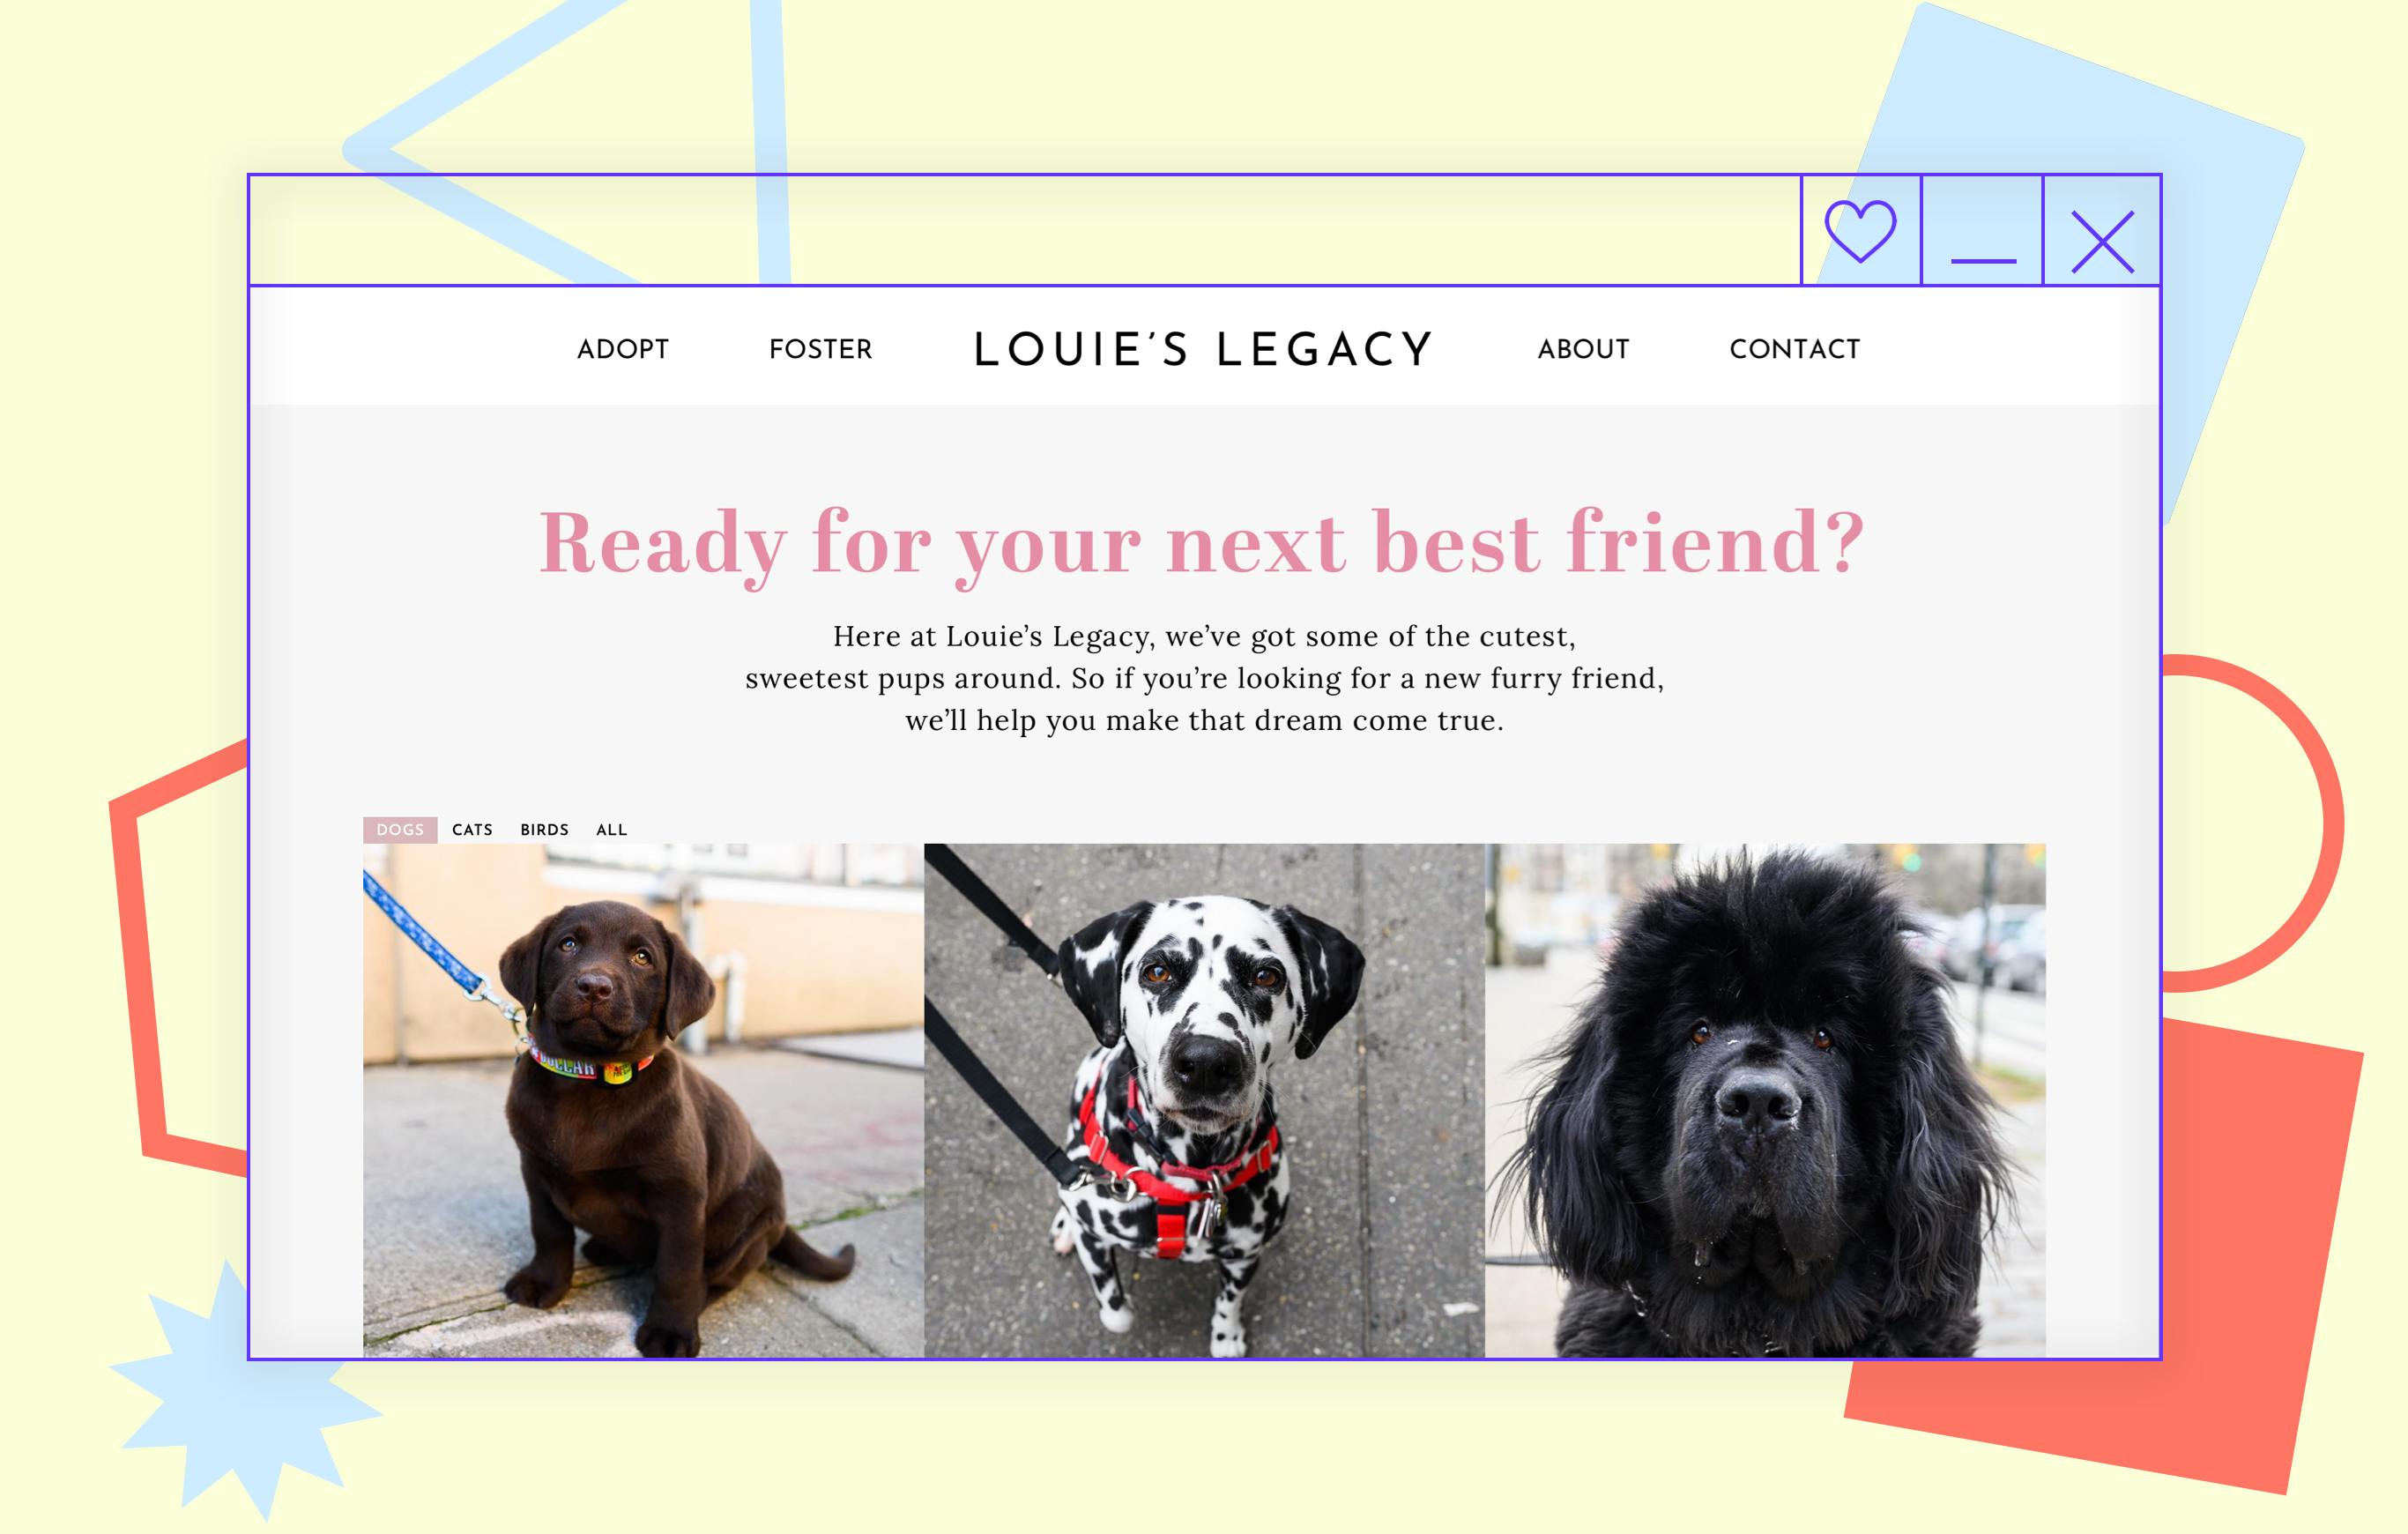 ADOPT FOSTER LOUIE’S LEGACY ABOUT CONTACT
Ready for your next best friend?
Here at Louie’s Legacy, we’ve got some of the cutest,
sweetest pups around. So if you’re looking for a new furry friend,
we’ll help you make that dream come true.
DOGS CATS BIRDS ALL